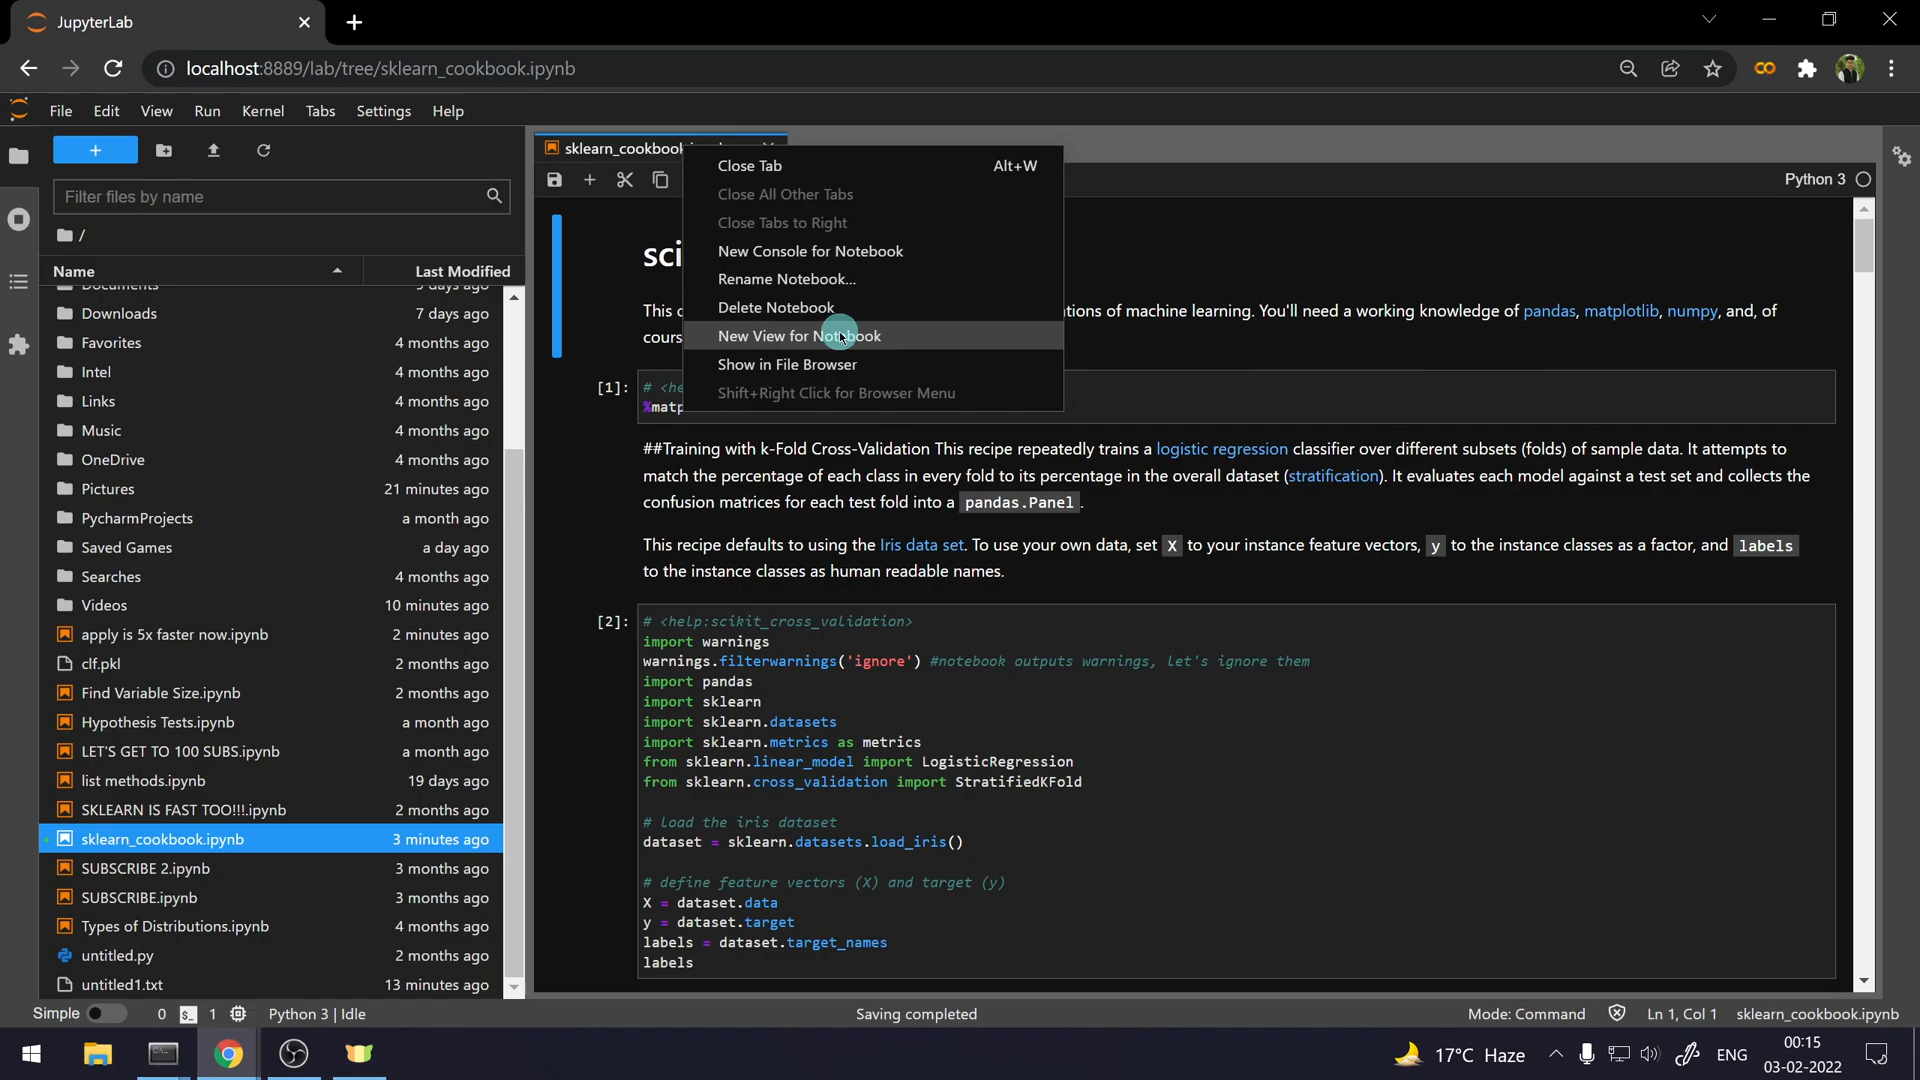 JupyterLab
localhost:8889/lab/tree/sklearn_cookbook.ipynb
File Edit View Run Kernel Tabs Settings Help
Filter files by name
/
Name Last Modified
Documents 9 days ago
Downloads 7 days ago
Favorites 4 months ago
Intel 4 months ago
Links 4 months ago
Music 4 months ago
OneDrive 4 months ago
Pictures 21 minutes ago
PycharmProjects a month ago
Saved Games a day ago
Searches 4 months ago
Videos 10 minutes ago
apply is 5x faster now.ipynb 2 minutes ago
clf.pkl 2 months ago
Find Variable Size.ipynb 2 months ago
Hypothesis Tests.ipynb a month ago
LET'S GET TO 100 SUBS.ipynb a month ago
list methods.ipynb 19 days ago
SKLEARN IS FAST TOO!!!.ipynb 2 months ago
sklearn_cookbook.ipynb 3 minutes ago
SUBSCRIBE 2.ipynb 3 months ago
SUBSCRIBE.ipynb 3 months ago
Types of Distributions.ipynb 4 months ago
untitled.py 2 months ago
untitled1.txt 13 minutes ago
sklearn_cookbook
Python 3
Close Tab Alt+W
Close All Other Tabs
Close Tabs to Right
New Console for Notebook
Rename Notebook...
Delete Notebook
New View for Notebook
Show in File Browser
Shift+Right Click for Browser Menu
sci
This c tions of machine learning. You'll need a working knowledge of pandas, matplotlib, numpy, and, of
cours
[1]: # <he
%matp
##Training with k-Fold Cross-Validation This recipe repeatedly trains a logistic regression classifier over different subsets (folds) of sample data. It attempts to
match the percentage of each class in every fold to its percentage in the overall dataset (stratification). It evaluates each model against a test set and collects the
confusion matrices for each test fold into a pandas.Panel.
This recipe defaults to using the Iris data set. To use your own data, set X to your instance feature vectors, y to the instance classes as a factor, and labels
to the instance classes as human readable names.
[2]: # <help:scikit_cross_validation>
import warnings
warnings.filterwarnings('ignore') #notebook outputs warnings, let's ignore them
import pandas
import sklearn
import sklearn.datasets
import sklearn.metrics as metrics
from sklearn.linear_model import LogisticRegression
from sklearn.cross_validation import StratifiedKFold
# load the iris dataset
dataset = sklearn.datasets.load_iris()
# define feature vectors (X) and target (y)
X = dataset.data
y = dataset.target
labels = dataset.target_names
labels
Simple 0 $_ 1 Python 3 | Idle Saving completed Mode: Command Ln 1, Col 1 sklearn_cookbook.ipynb
17°C Haze ENG 00:15
03-02-2022